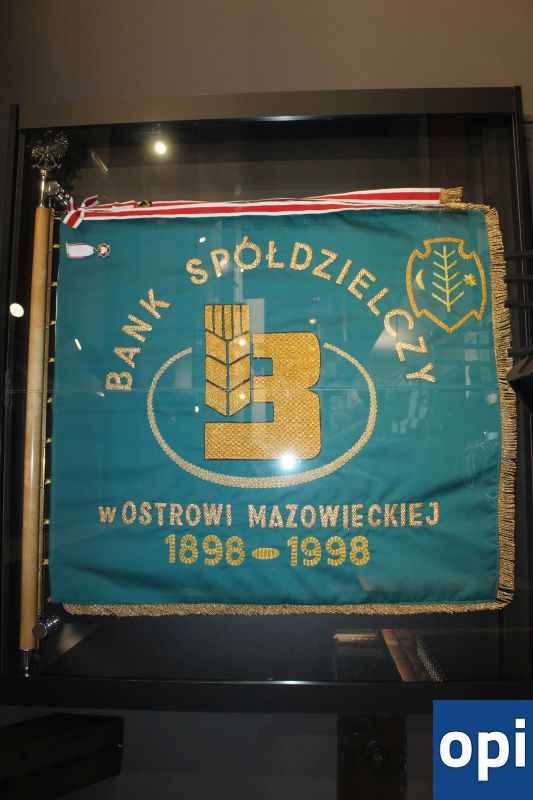 BANK SPÓŁDZIELCZY
B
w OSTROWI MAZOWIECKIEJ
1898-1998
opi